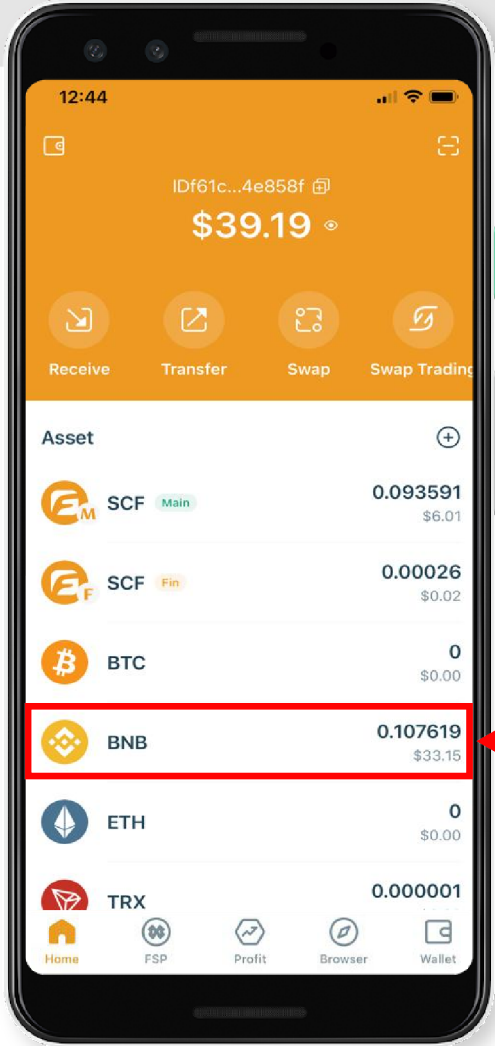 12:44
IDf61c...4e858f
$39.19
Receive Transfer Swap Swap Trading
Asset
SCF Main 0.093591
$6.01
SCF Fin 0.00026
$0.02
BTC 0
$0.00
BNB 0.107619
$33.15
ETH 0
$0.00
TRX 0.000001
Home FSP Profit Browser Wallet